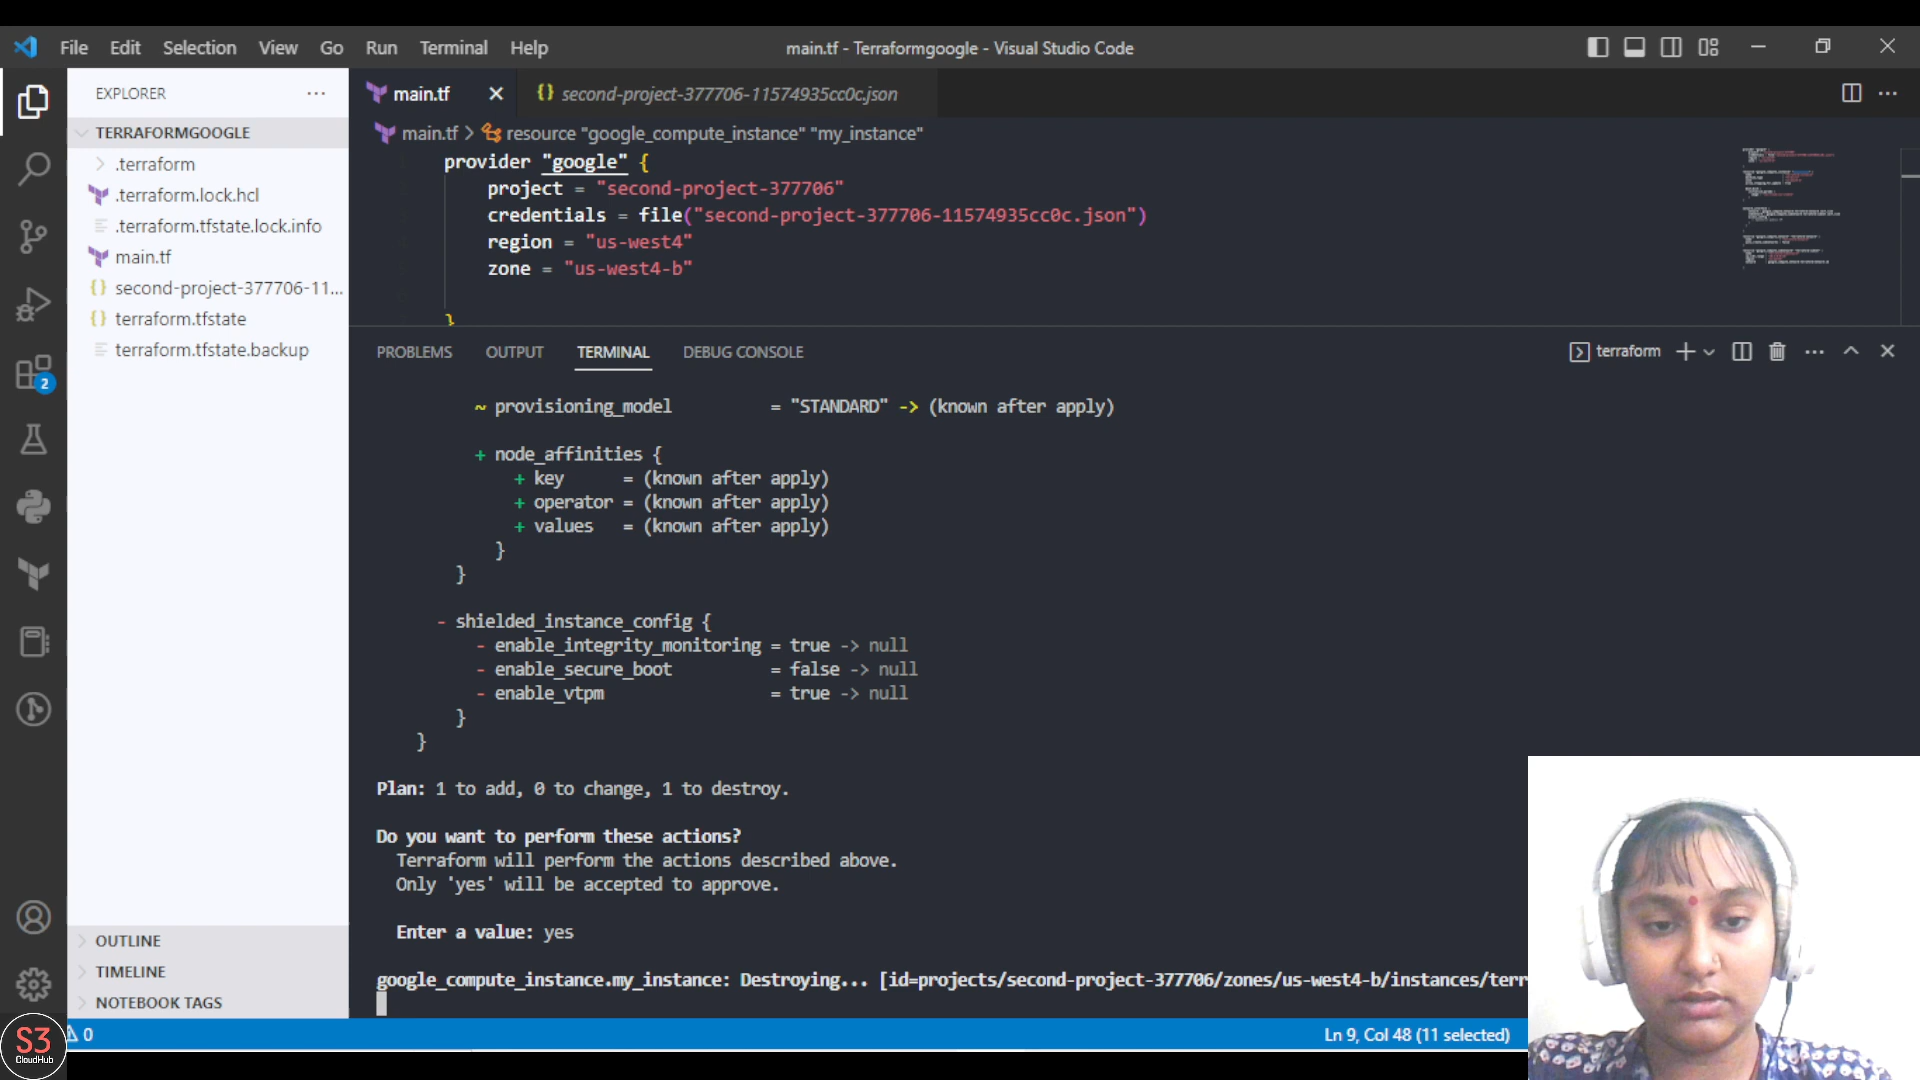 File Edit Selection View Go Run Terminal Help
main.tf - Terraformgoogle - Visual Studio Code
EXPLORER
TERRAFORMGOOGLE
.terraform
.terraform.lock.hcl
.terraform.tfstate.lock.info
main.tf
second-project-377706-11...
terraform.tfstate
terraform.tfstate.backup
2
OUTLINE
TIMELINE
NOTEBOOK TAGS
main.tf
second-project-377706-11574935cc0c.json
main.tf > resource "google_compute_instance" "my_instance"
provider "google" {
project = "second-project-377706"
credentials = file("second-project-377706-11574935cc0c.json")
region = "us-west4"
zone = "us-west4-b"
}
PROBLEMS OUTPUT TERMINAL DEBUG CONSOLE
terraform
~ provisioning_model = "STANDARD" -> (known after apply)
+ node_affinities {
+ key = (known after apply)
+ operator = (known after apply)
+ values = (known after apply)
}
}
- shielded_instance_config {
- enable_integrity_monitoring = true -> null
- enable_secure_boot = false -> null
- enable_vtpm = true -> null
}
}
Plan: 1 to add, 0 to change, 1 to destroy.
Do you want to perform these actions?
Terraform will perform the actions described above.
Only 'yes' will be accepted to approve.
Enter a value: yes
google_compute_instance.my_instance: Destroying... [id=projects/second-project-377706/zones/us-west4-b/instances/terr
S3
CloudHub
0
Ln 9, Col 48 (11 selected)